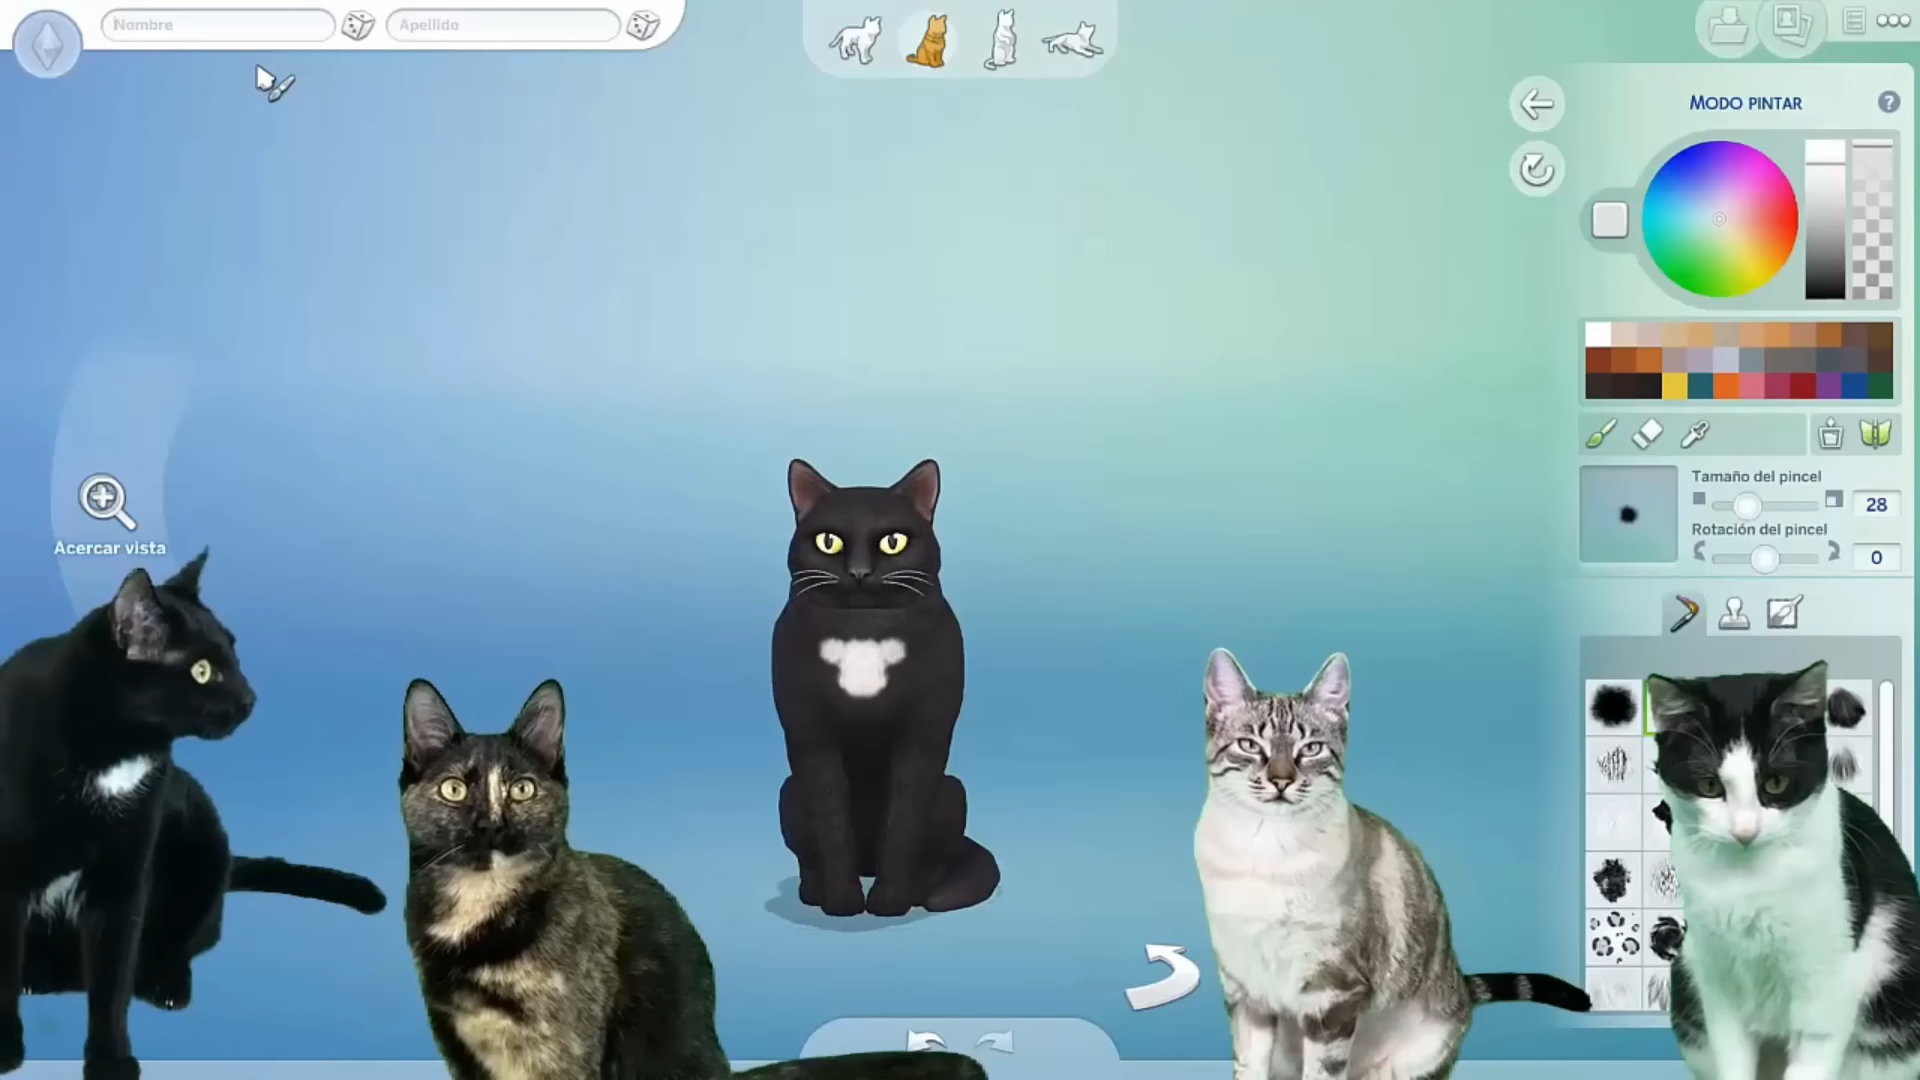 Nombre
Apellido
MODO PINTAR
?
Acercar vista
Tamaño del pincel
28
Rotación del pincel
0